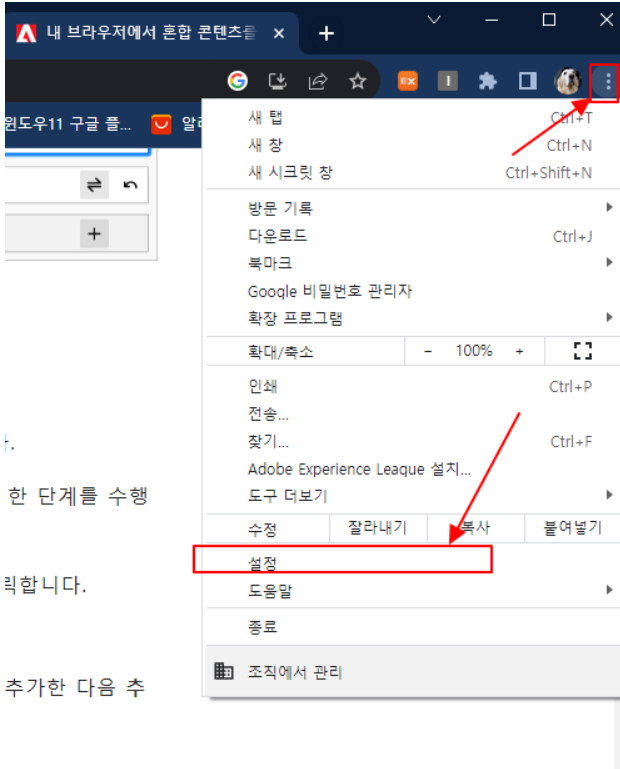 내 브라우저에서 혼합 콘텐츠를
윈도우11 구글 플...
새 탭 Ctrl+T
새 창 Ctrl+N
새 시크릿 창 Ctrl+Shift+N
방문 기록
다운로드 Ctrl+J
북마크
Google 비밀번호 관리자
확장 프로그램
확대/축소 - 100% +
인쇄 Ctrl+P
전송...
찾기... Ctrl+F
Adobe Experience League 설치...
도구 더보기
수정 잘라내기 복사 붙여넣기
설정
도움말
종료
조직에서 관리
한 단계를 수행
릭합니다.
추가한 다음 추